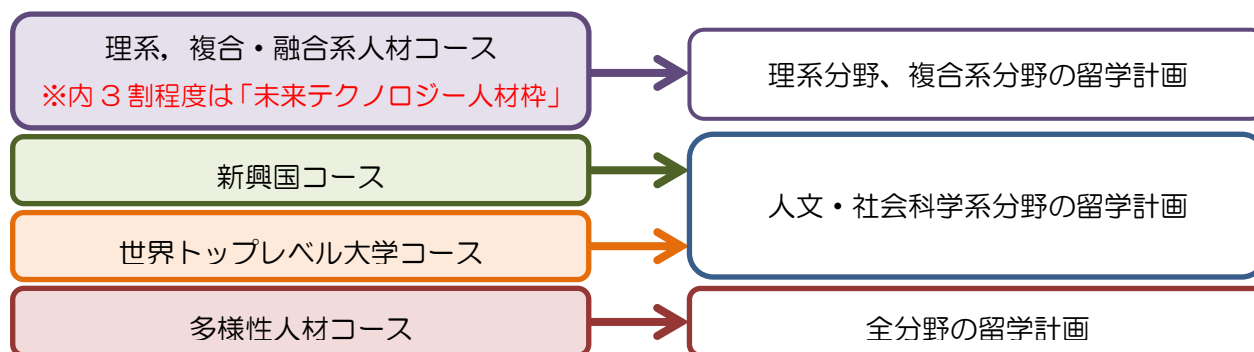 理系，複合・融合系人材コース
※内３割程度は「未来テクノロジー人材枠」
理系分野、複合系分野の留学計画
新興国コース
世界トップレベル大学コース
人文・社会科学系分野の留学計画
多様性人材コース
全分野の留学計画